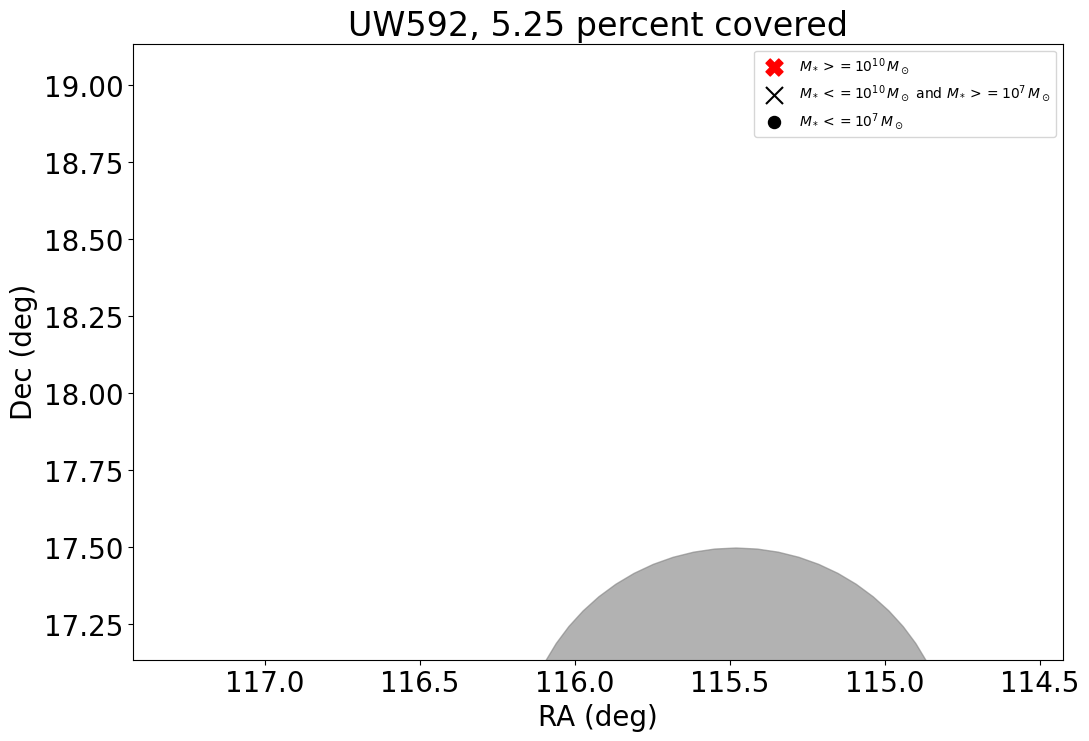 UW592, 5.25 percent covered
M* >= 10^10 M⊙
M* <= 10^10 M⊙ and M* >= 10^7 M⊙
M* <= 10^7 M⊙
19.00
18.75
18.50
18.25
18.00
17.75
17.50
17.25
Dec (deg)
117.0 116.5 116.0 115.5 115.0 114.5
RA (deg)